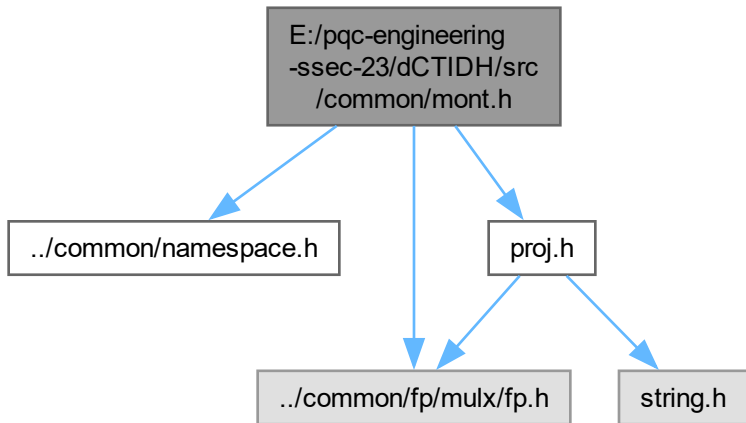 E:/pqc-engineering
-ssec-23/dCTIDH/src
/common/mont.h
../common/namespace.h
proj.h
../common/fp/mulx/fp.h
string.h